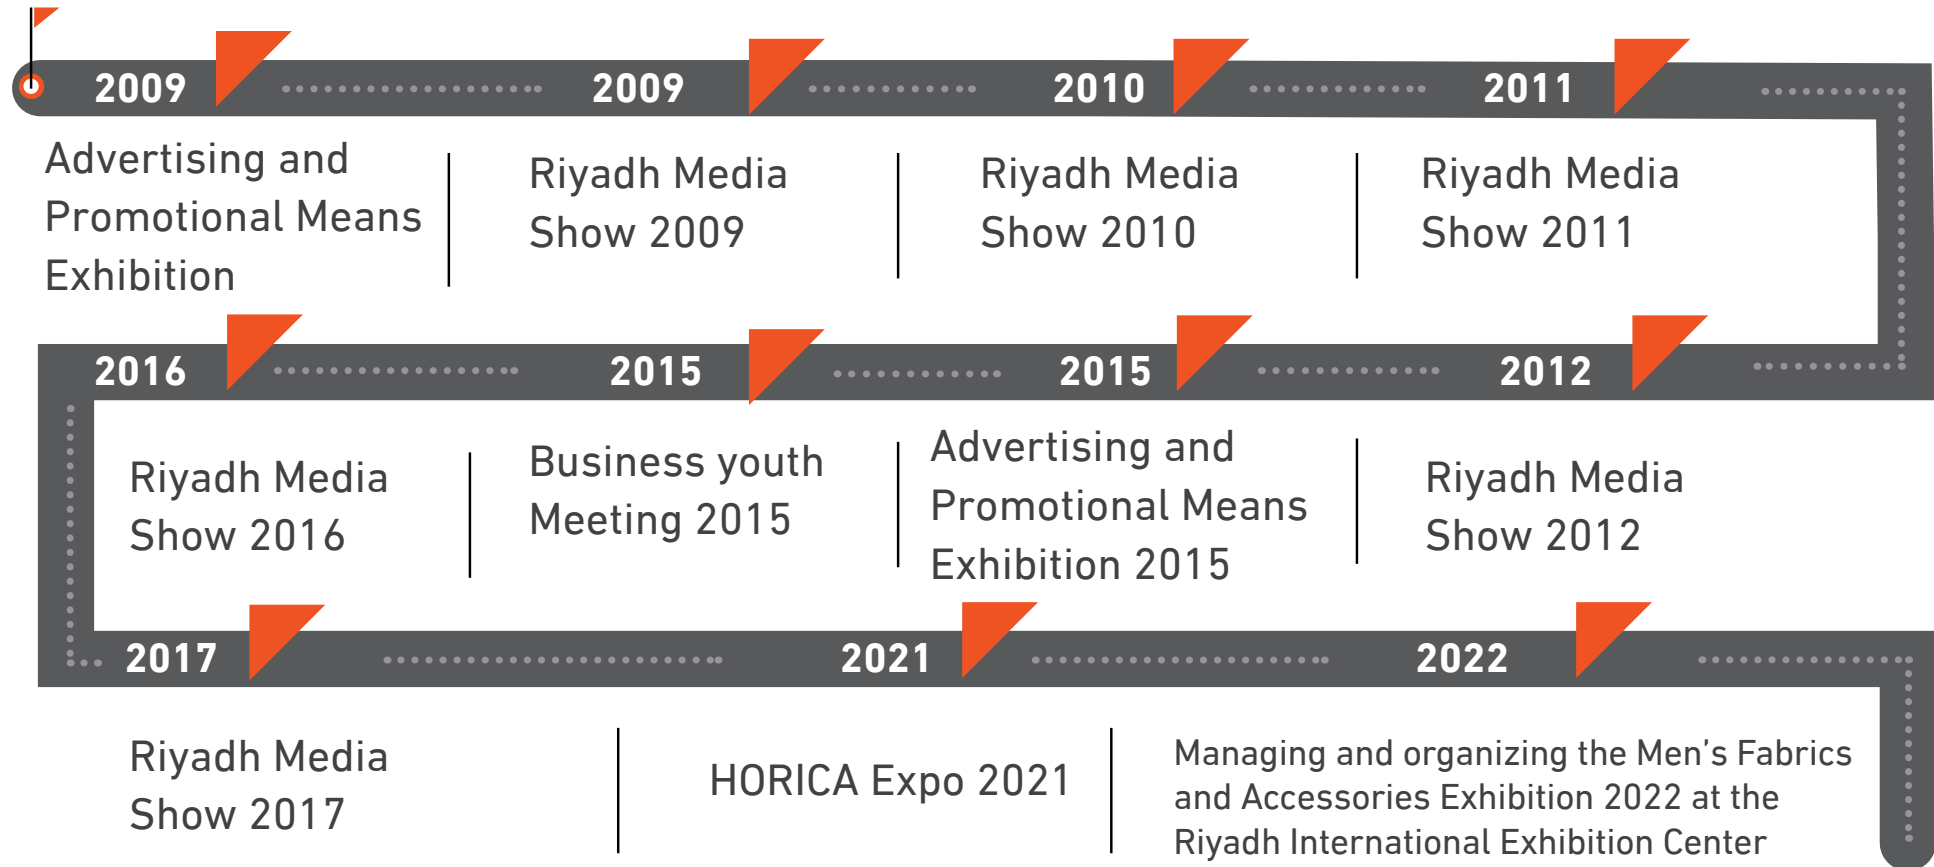 2009
2009
2010
2011
Advertising and
Promotional Means
Exhibition
Riyadh Media
Show 2009
Riyadh Media
Show 2010
Riyadh Media
Show 2011
2016
2015
2015
2012
Riyadh Media
Show 2016
Business youth
Meeting 2015
Advertising and
Promotional Means
Exhibition 2015
Riyadh Media
Show 2012
2017
2021
2022
Riyadh Media
Show 2017
HORICA Expo 2021
Managing and organizing the Men’s Fabrics
and Accessories Exhibition 2022 at the
Riyadh International Exhibition Center